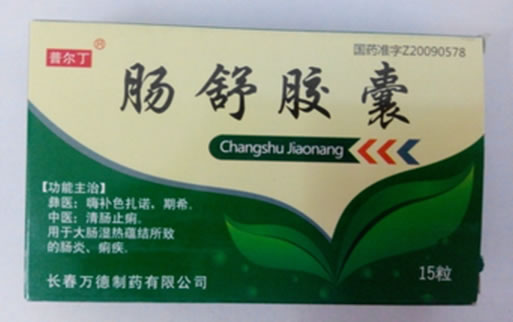 普尔丁®
国药准字Z20090578
肠舒胶囊
Changshu Jiaonang
【功能主治】
彝医：嗨补色扎诺，期希。
中医：清肠止痢。
用于大肠湿热蕴结所致
的肠炎、痢疾。
长春万德制药有限公司
15粒